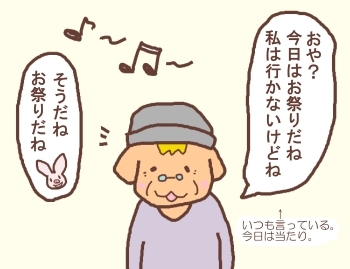 おや？
今日はお祭りだね
私は行かないけどね
そうだね
お祭りだね
↑
いつも言っている。
今日は当たり。